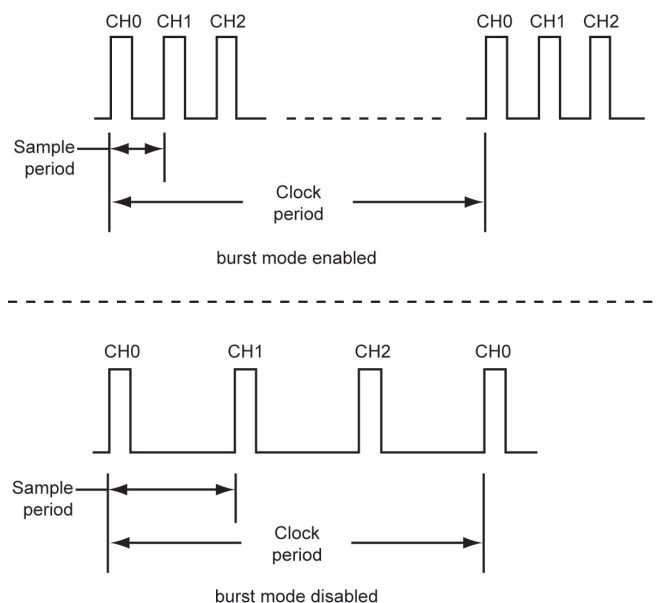 CH0 CH1 CH2 CH0 CH1 CH2
Sample
period
Clock
period
burst mode enabled
CH0 CH1 CH2 CH0
Sample
period
Clock
period
burst mode disabled